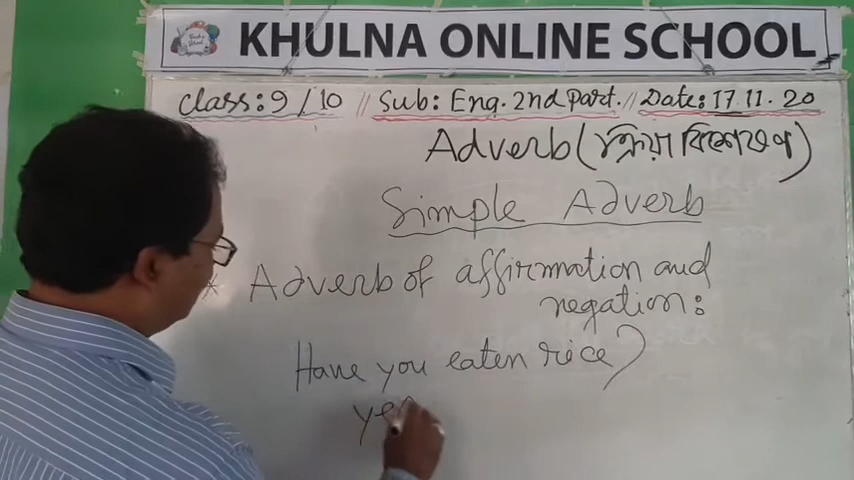 KHULNA ONLINE SCHOOL
Class: 9 / 10 // Sub: Eng. 2nd Part. // Date: 17.11.20
Adverb (ক্রিয়া বিশেষণ)
Simple Adverb
* Adverb of affirmation and
negation:
Have you eaten rice?
yes